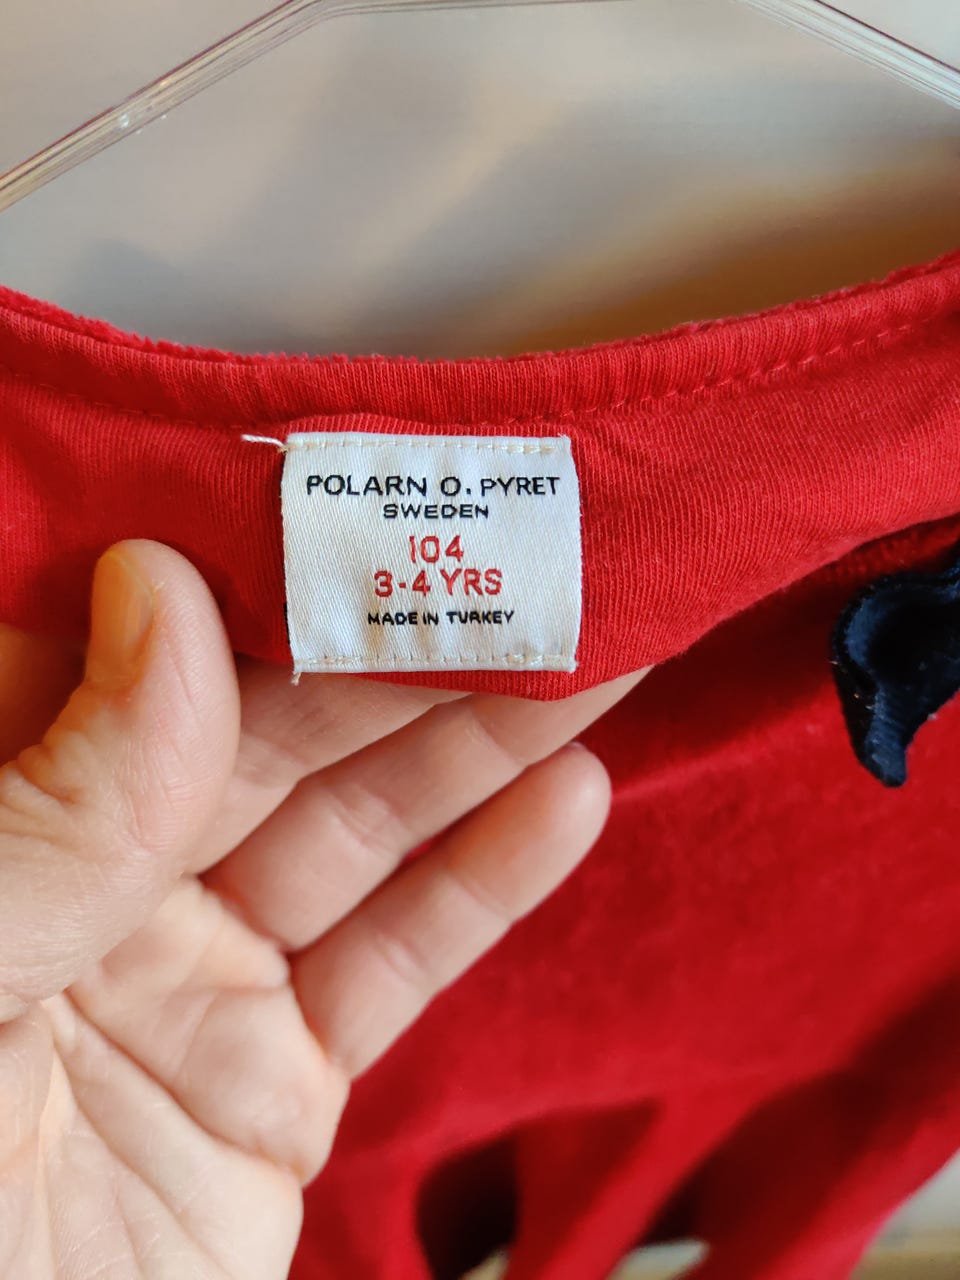 POLARN O. PYRET
SWEDEN
104
3-4 YRS
MADE IN TURKEY